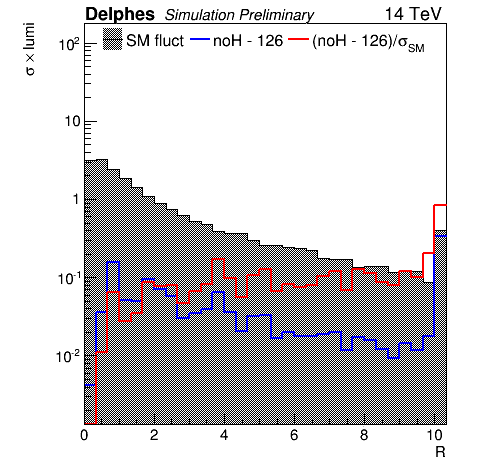 Delphes Simulation Preliminary 14 TeV
σ × lumi
SM fluct noH - 126 (noH - 126)/σSM
10²
10
1
10⁻¹
10⁻²
0 2 4 6 8 10
R